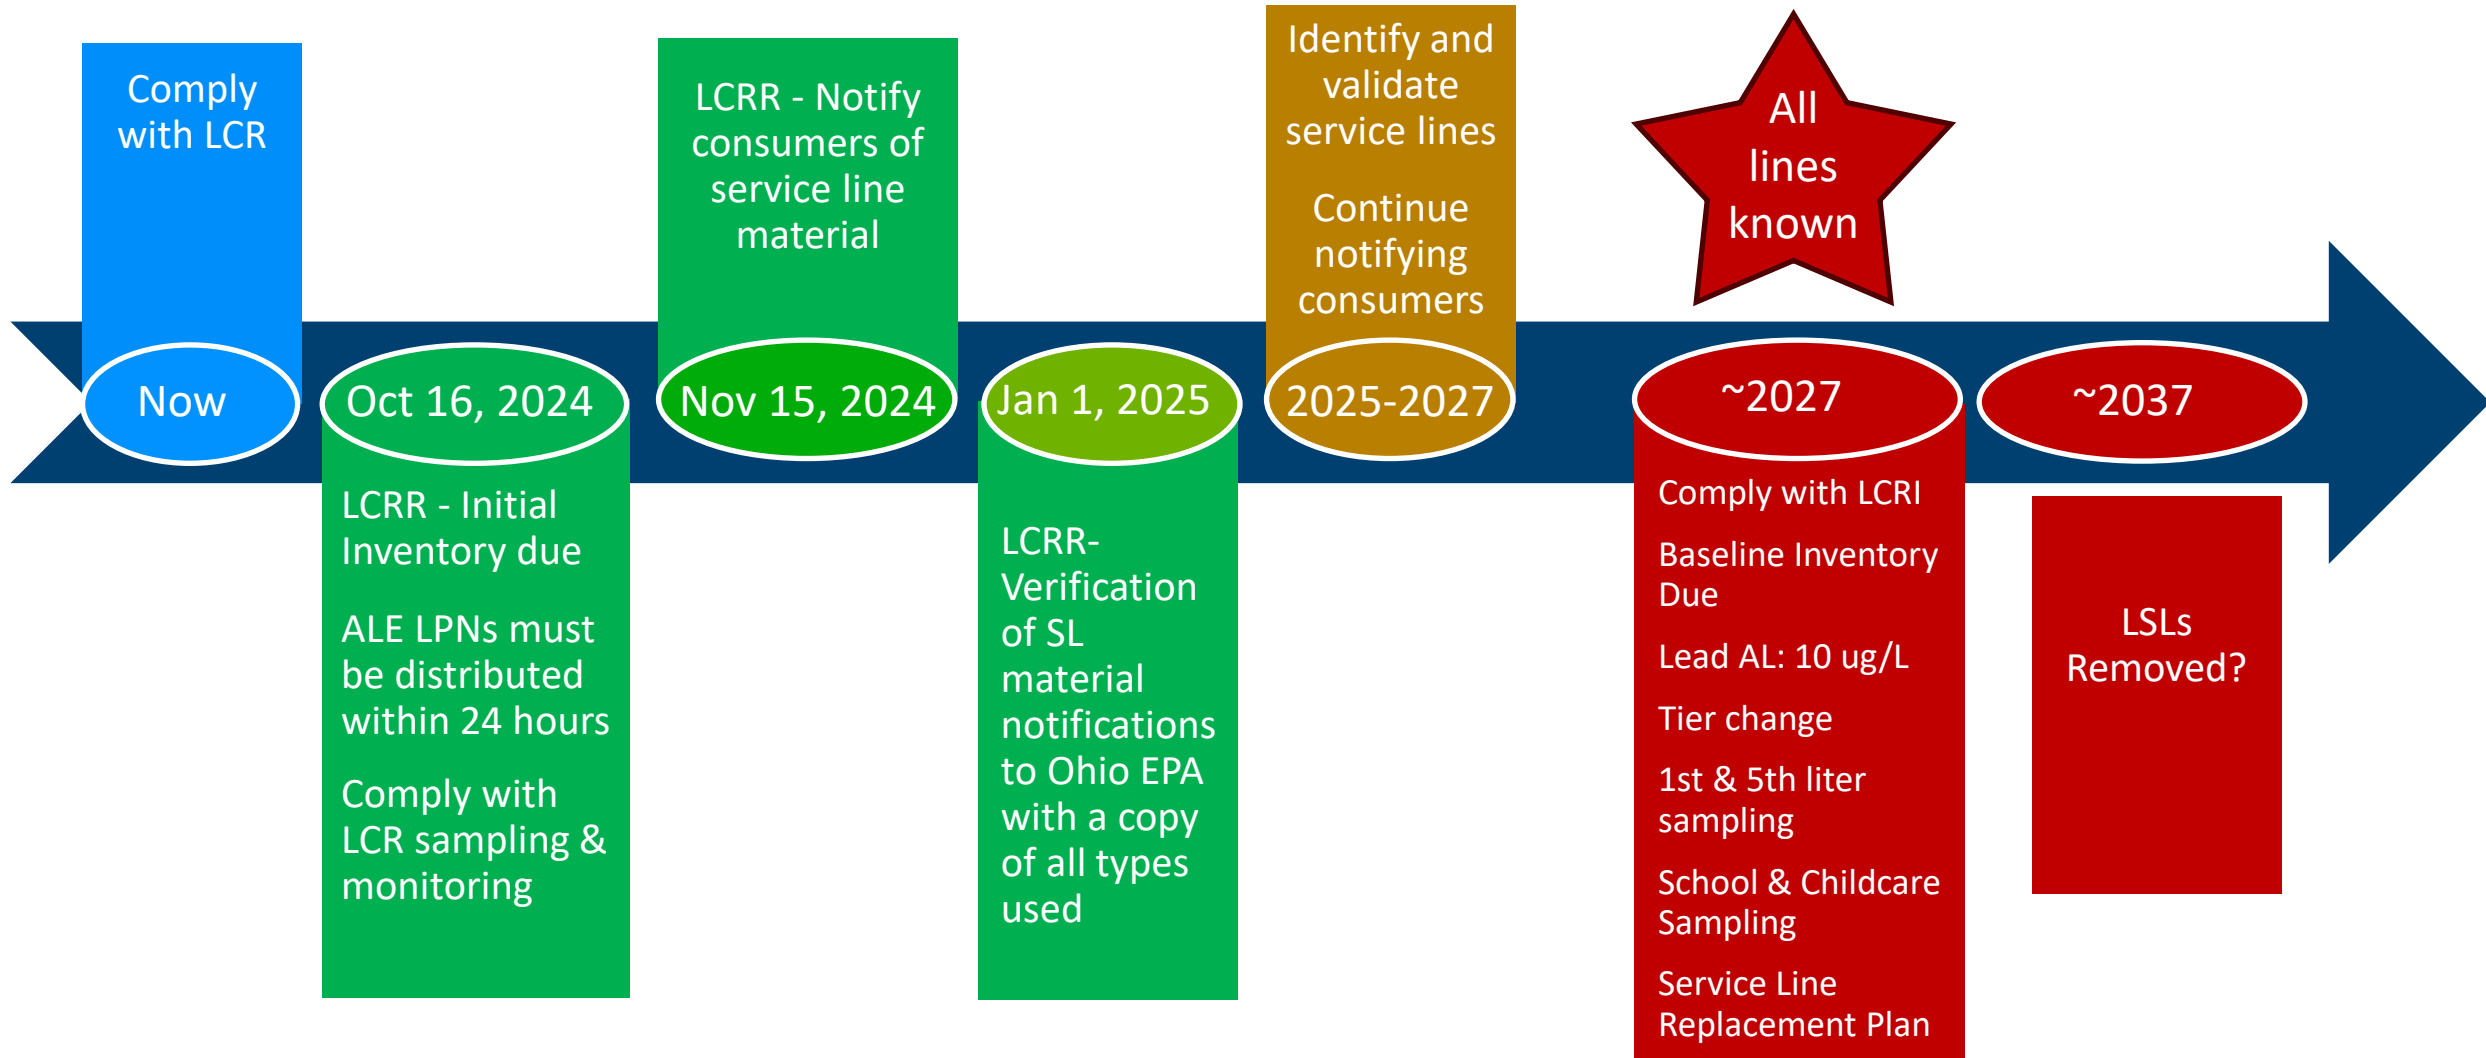 Comply
with LCR
Now
Oct 16, 2024
LCRR - Initial
Inventory due
ALE LPNs must
be distributed
within 24 hours
Comply with
LCR sampling &
monitoring
LCRR - Notify
consumers of
service line
material
Nov 15, 2024
Jan 1, 2025
LCRR-
Verification
of SL
material
notifications
to Ohio EPA
with a copy
of all types
used
Identify and
validate
service lines
Continue
notifying
consumers
2025-2027
All
lines
known
~2027
Comply with LCRI
Baseline Inventory
Due
Lead AL: 10 ug/L
Tier change
1st & 5th liter
sampling
School & Childcare
Sampling
Service Line
Replacement Plan
~2037
LSLs
Removed?